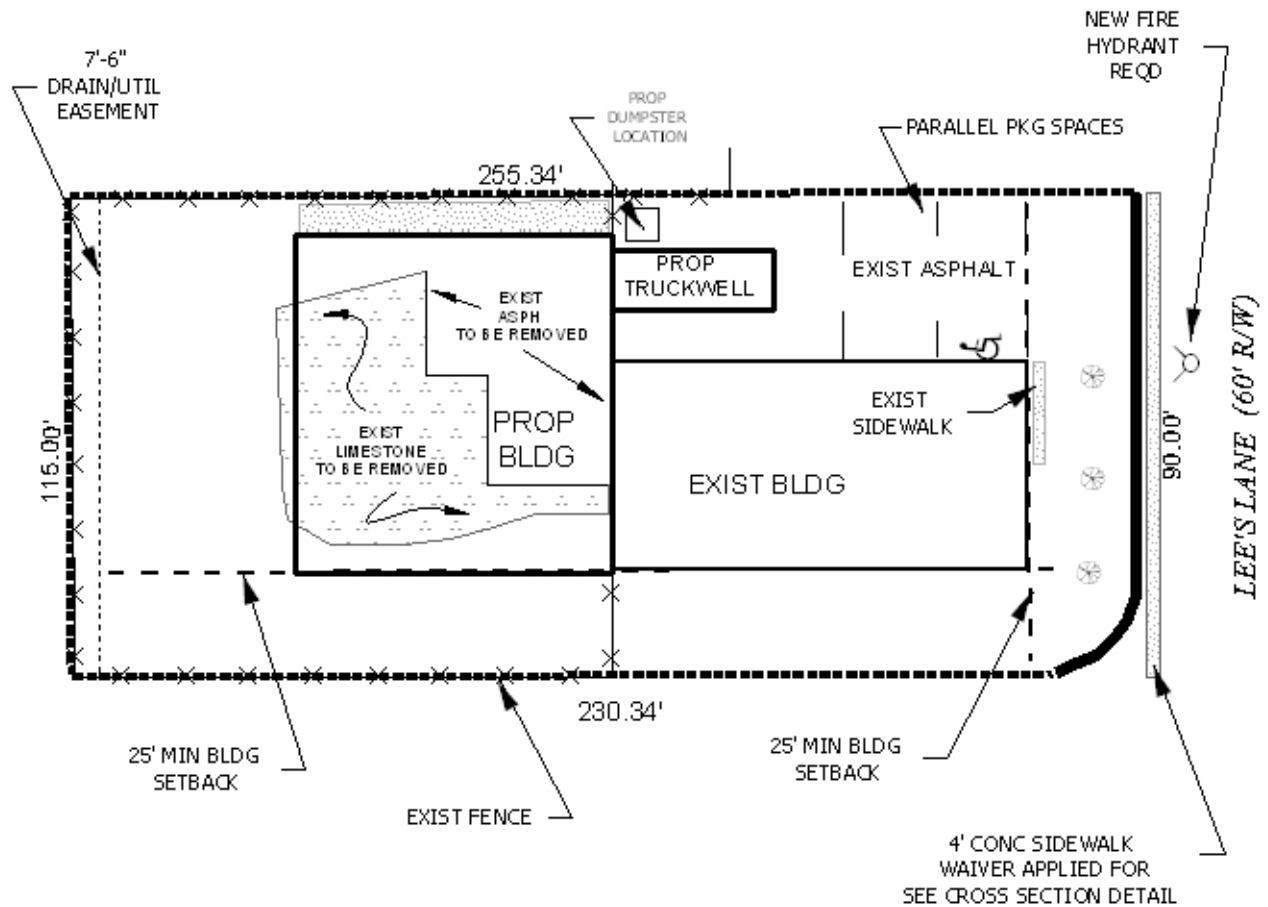 NEW FIRE
HYDRANT
REQD
7'-6"
DRAIN/UTIL
EASEMENT
PROP
DUMPSTER
LOCATION
PARALLEL PKG SPACES
255.34'
PROP
TRUCKWELL
EXIST ASPHALT
EXIST
ASPH
TO BE REMOVED
EXIST
SIDEWALK
PROP
BLDG
EXIST
LIMESTONE
TO BE REMOVED
EXIST BLDG
115.00'
90.00'
LEE'S LANE (60' R/W)
230.34'
25' MIN BLDG
SETBACK
25' MIN BLDG
SETBACK
EXIST FENCE
4' CONC SIDEWALK
WAIVER APPLIED FOR
SEE CROSS SECTION DETAIL